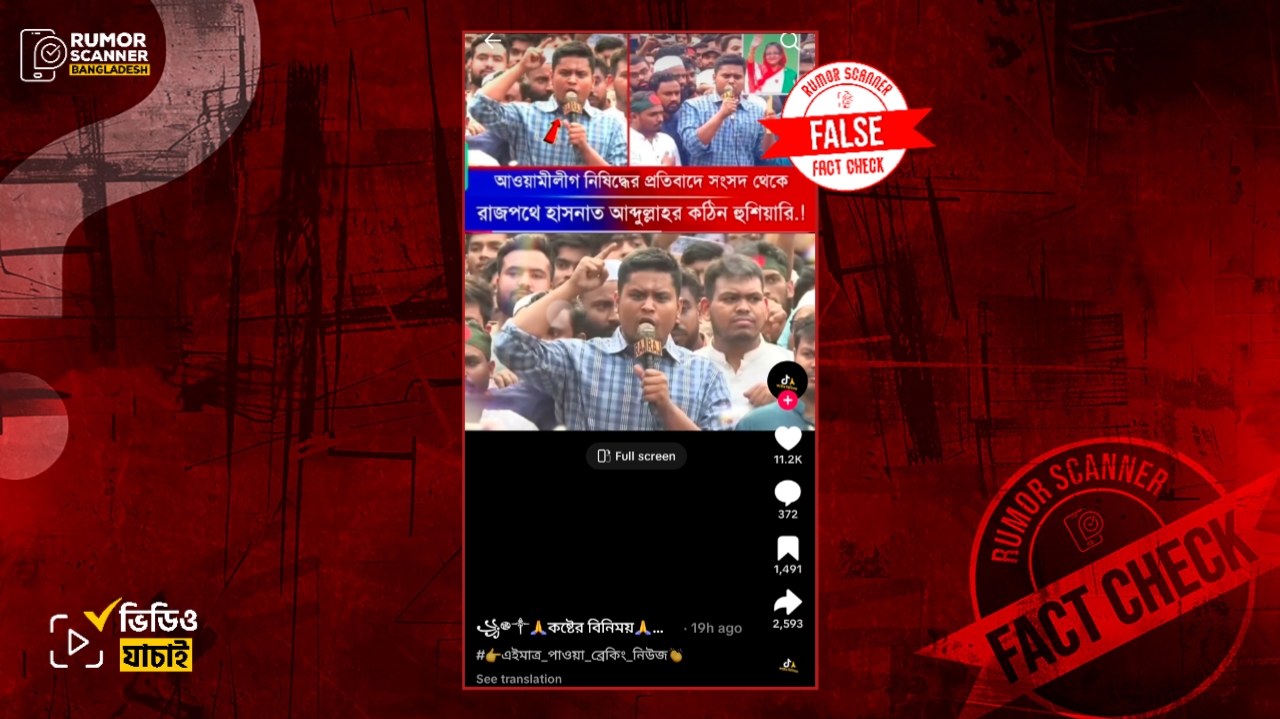 RUMOR
SCANNER
BANGLADESH
RUMOR SCANNER
FALSE
FACT CHECK
আওয়ামীলীগ নিষিদ্ধের প্রতিবাদে সংসদ থেকে
রাজপথে হাসনাত আব্দুল্লাহর কঠিন হুশিয়ারি.!
Full screen
11.2K
372
1,491
2,593
কষ্টের বিনিময়🙏... · 19h ago
#👉এইমাত্র_পাওয়া_ব্রেকিং_নিউজ👏
See translation
ভিডিও
যাচাই
RUMOR SCANNER
FACT CHECK